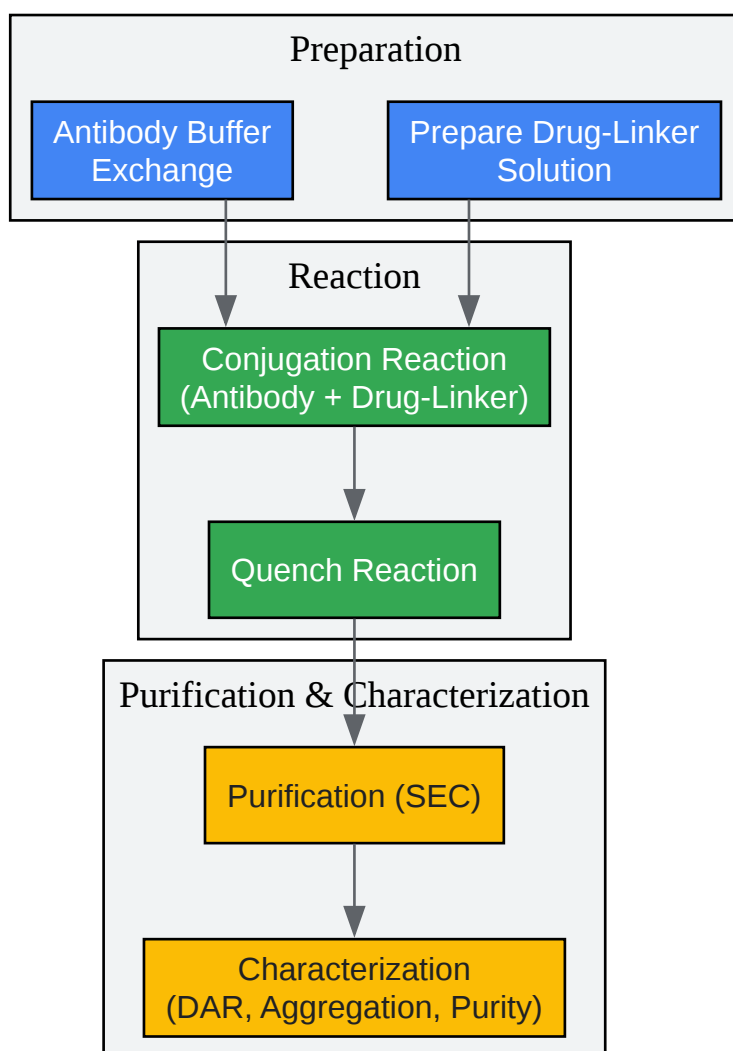 Preparation
Antibody Buffer
Exchange
Prepare Drug-Linker
Solution
Reaction
Conjugation Reaction
(Antibody + Drug-Linker)
Quench Reaction
Purification & Characterization
Purification (SEC)
Characterization
(DAR, Aggregation, Purity)